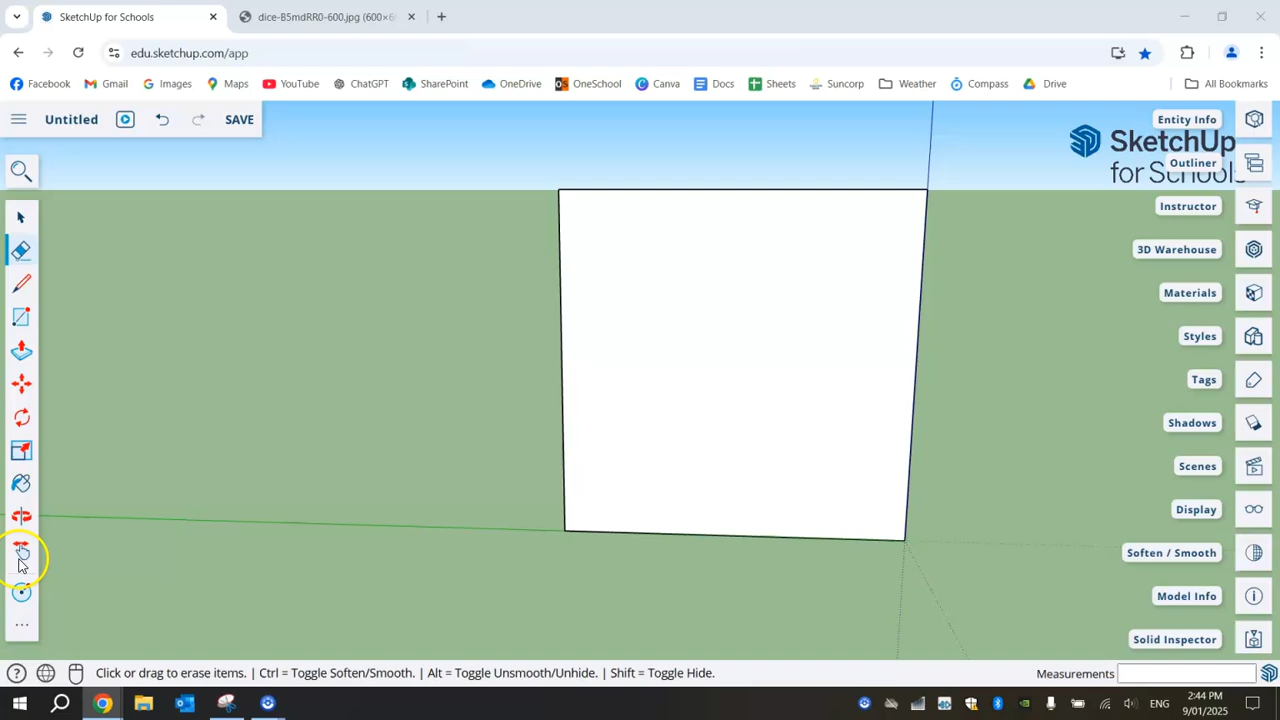 SketchUp for Schools
dice-B5mdRR0-600.jpg (600×6
edu.sketchup.com/app
Facebook
Gmail
Images
Maps
YouTube
ChatGPT
SharePoint
OneDrive
OneSchool
Canva
Docs
Sheets
Suncorp
Weather
Compass
Drive
All Bookmarks
Untitled
SAVE
SketchUp
for Schools
Entity Info
Outliner
Instructor
3D Warehouse
Materials
Styles
Tags
Shadows
Scenes
Display
Soften / Smooth
Model Info
Solid Inspector
Click or drag to erase items. | Ctrl = Toggle Soften/Smooth. | Alt = Toggle Unsmooth/Unhide. | Shift = Toggle Hide.
Measurements
ENG
2:44 PM
9/01/2025